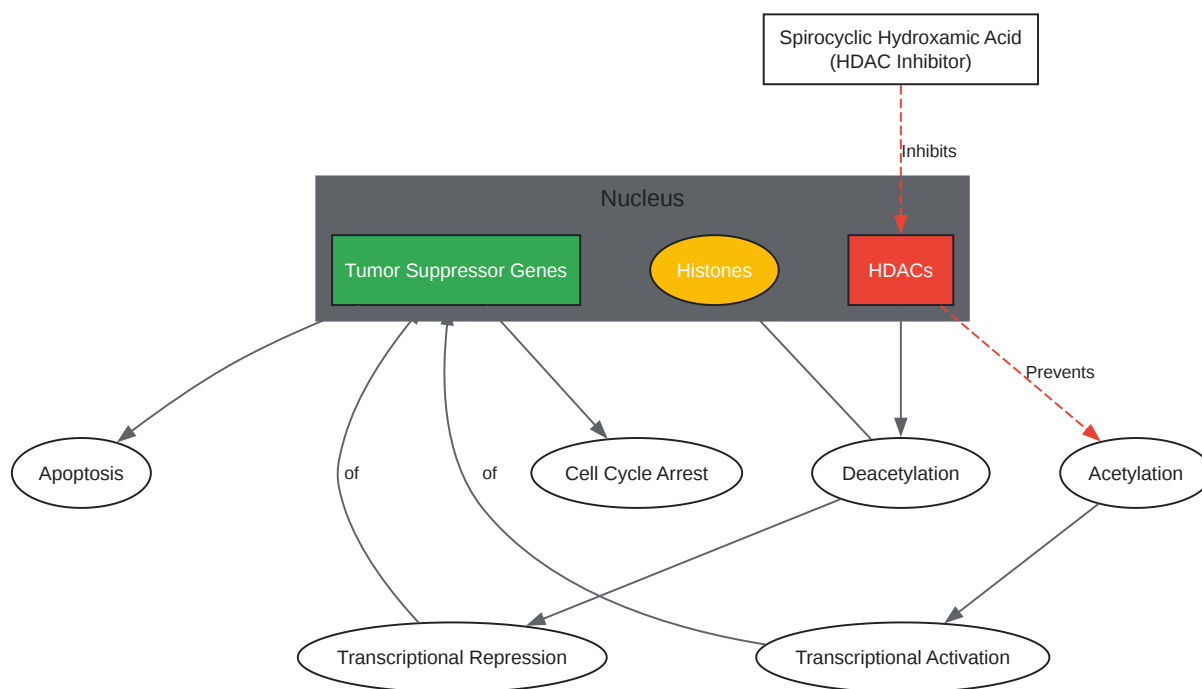 Spirocyclic Hydroxamic Acid
(HDAC Inhibitor)
Inhibits
Nucleus
Tumor Suppressor Genes
Histones
HDACs
Prevents
Apoptosis
of
of
Cell Cycle Arrest
Deacetylation
Acetylation
Transcriptional Repression
Transcriptional Activation